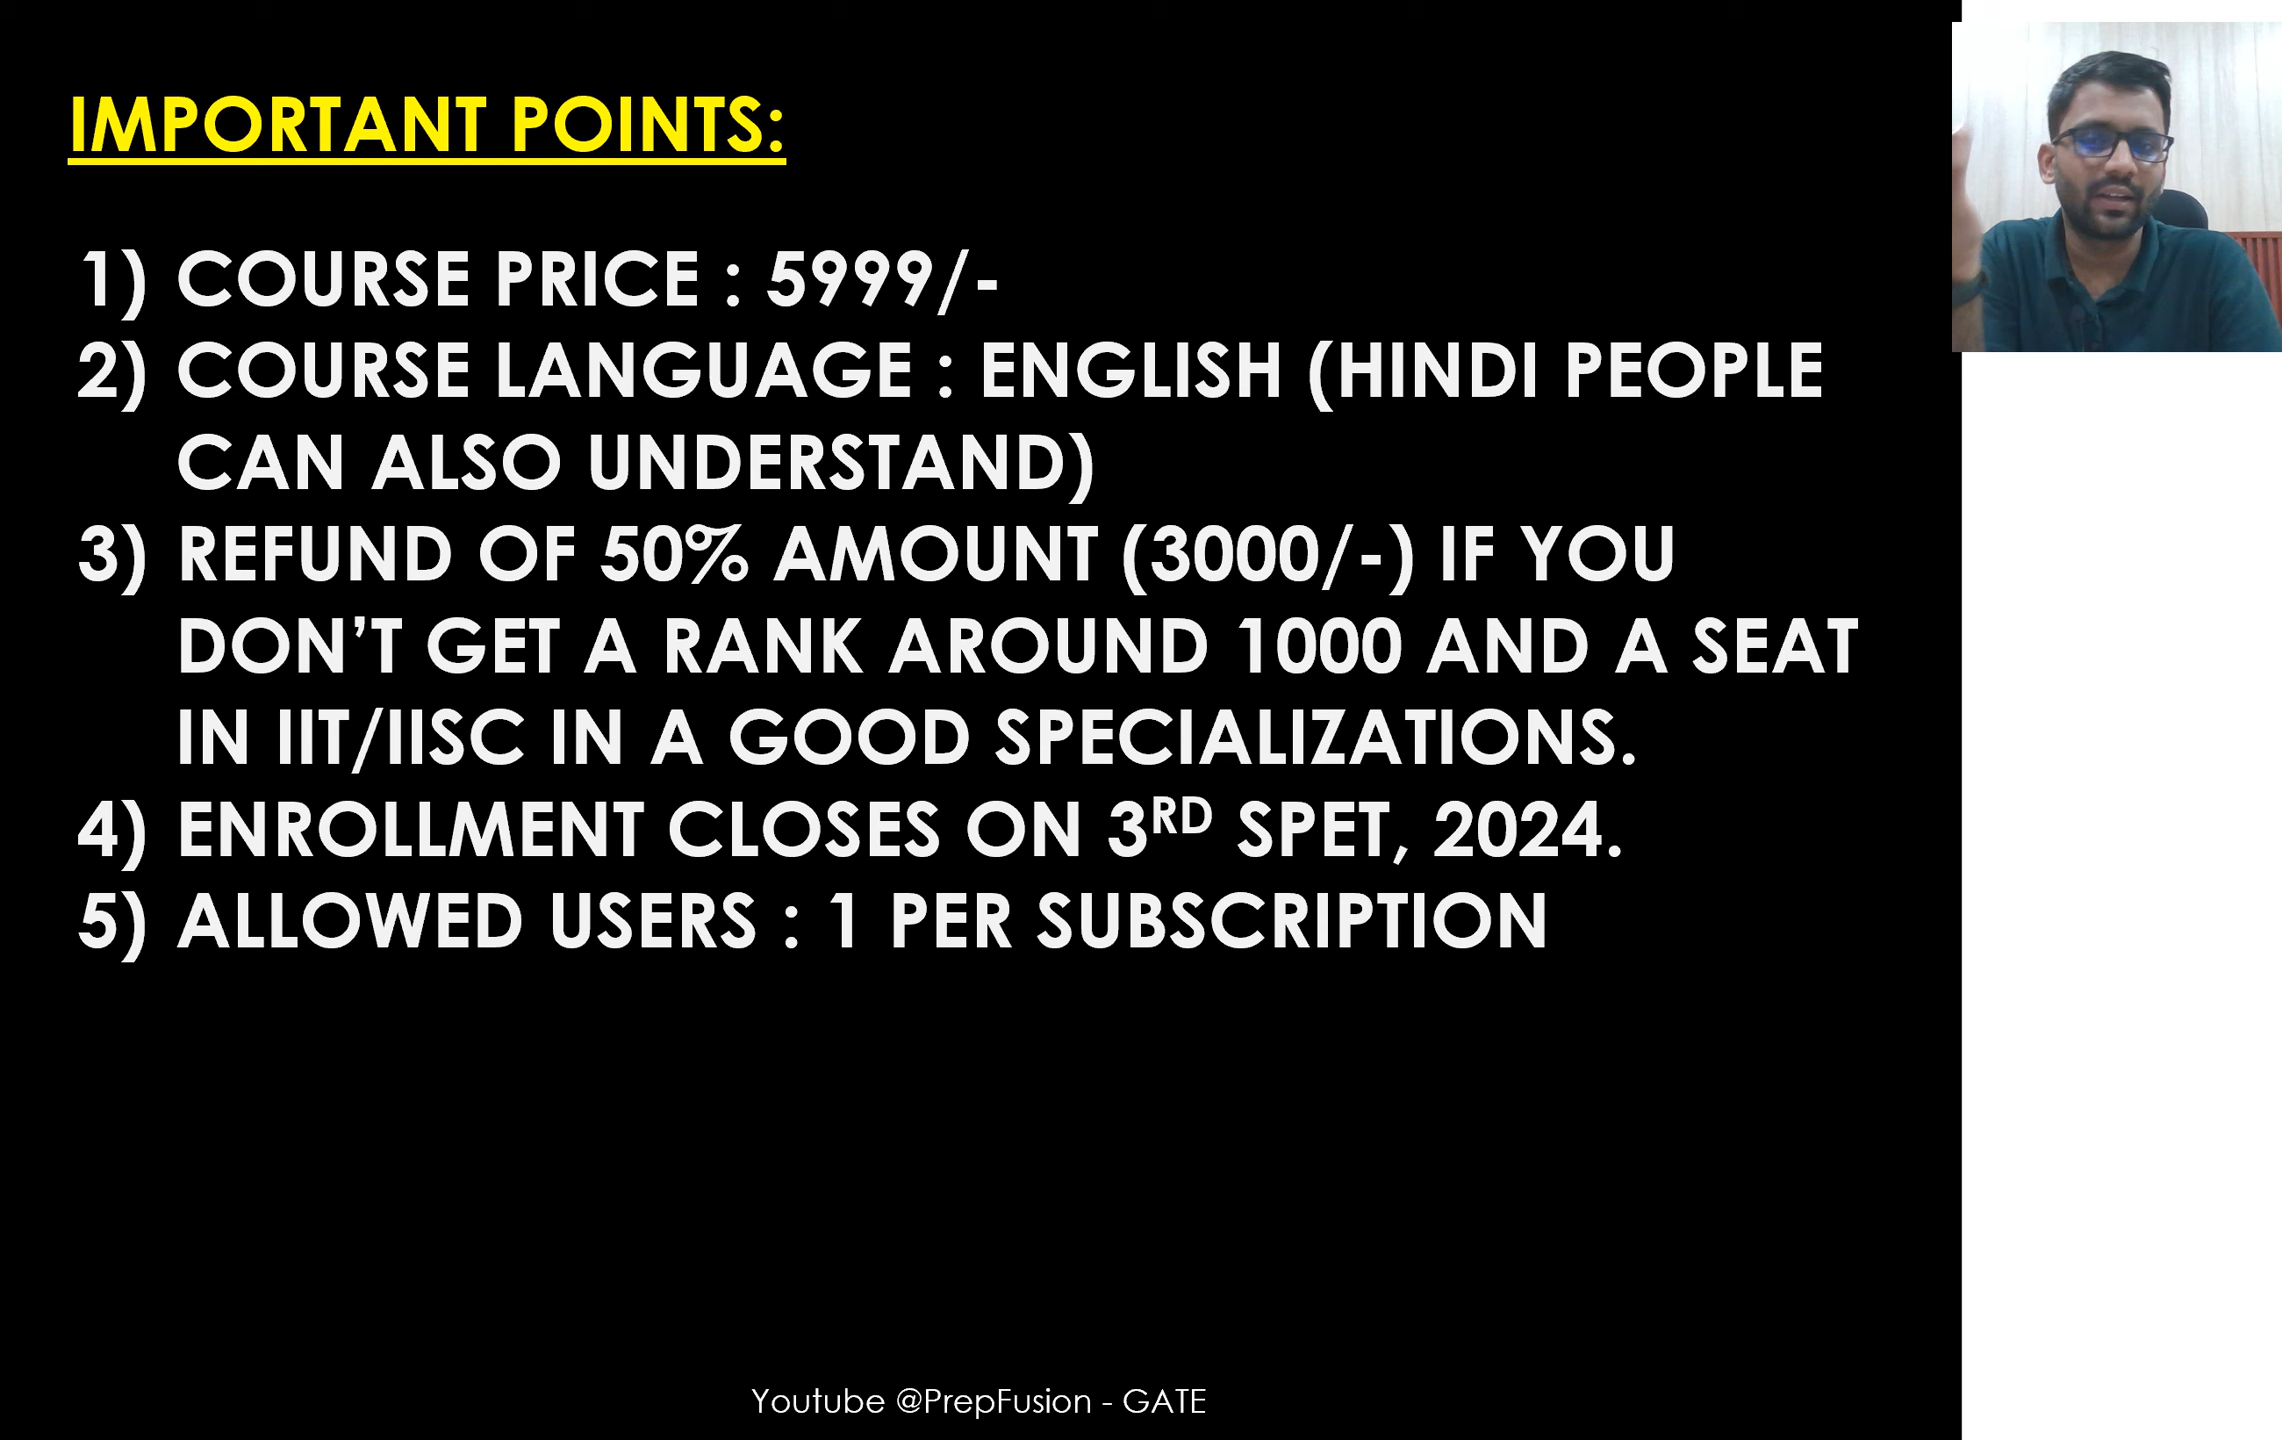 IMPORTANT POINTS:
1) COURSE PRICE : 5999/-
2) COURSE LANGUAGE : ENGLISH (HINDI PEOPLE
CAN ALSO UNDERSTAND)
3) REFUND OF 50% AMOUNT (3000/-) IF YOU
DON’T GET A RANK AROUND 1000 AND A SEAT
IN IIT/IISC IN A GOOD SPECIALIZATIONS.
4) ENROLLMENT CLOSES ON 3RD SPET, 2024.
5) ALLOWED USERS : 1 PER SUBSCRIPTION
Youtube @PrepFusion - GATE